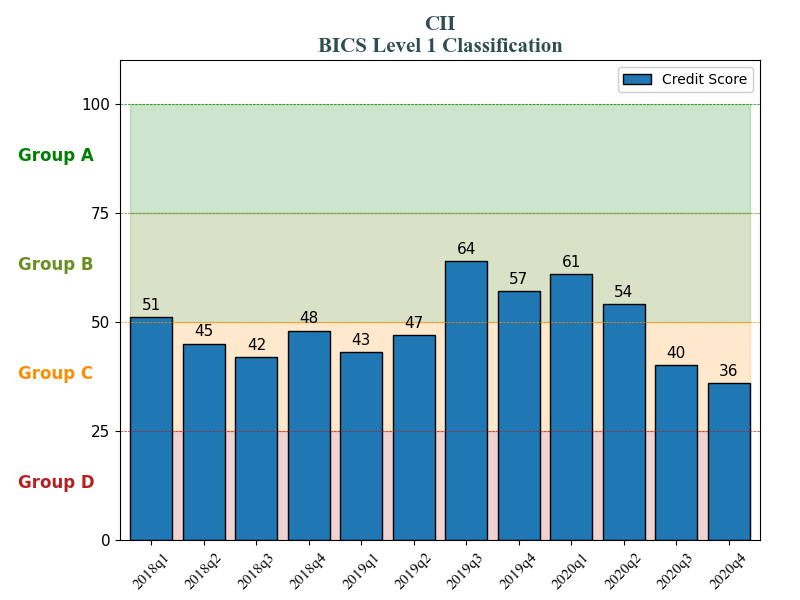 CII
BICS Level 1 Classification
Credit Score
100
Group A
75
Group B
50
Group C
25
Group D
0
51
45
42
48
43
47
64
57
61
54
40
36
2018q1
2018q2
2018q3
2018q4
2019q1
2019q2
2019q3
2019q4
2020q1
2020q2
2020q3
2020q4